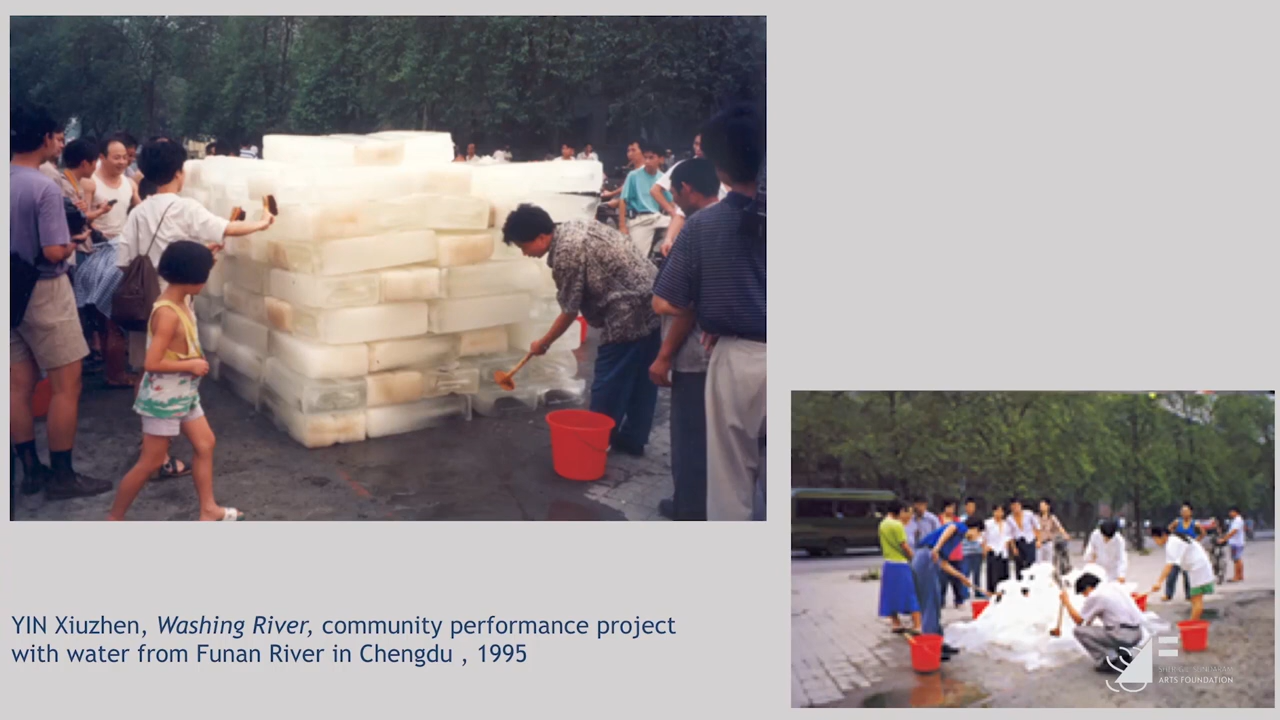 YIN Xiuzhen, Washing River, community performance project
with water from Funan River in Chengdu , 1995
ARTS FOUNDATION